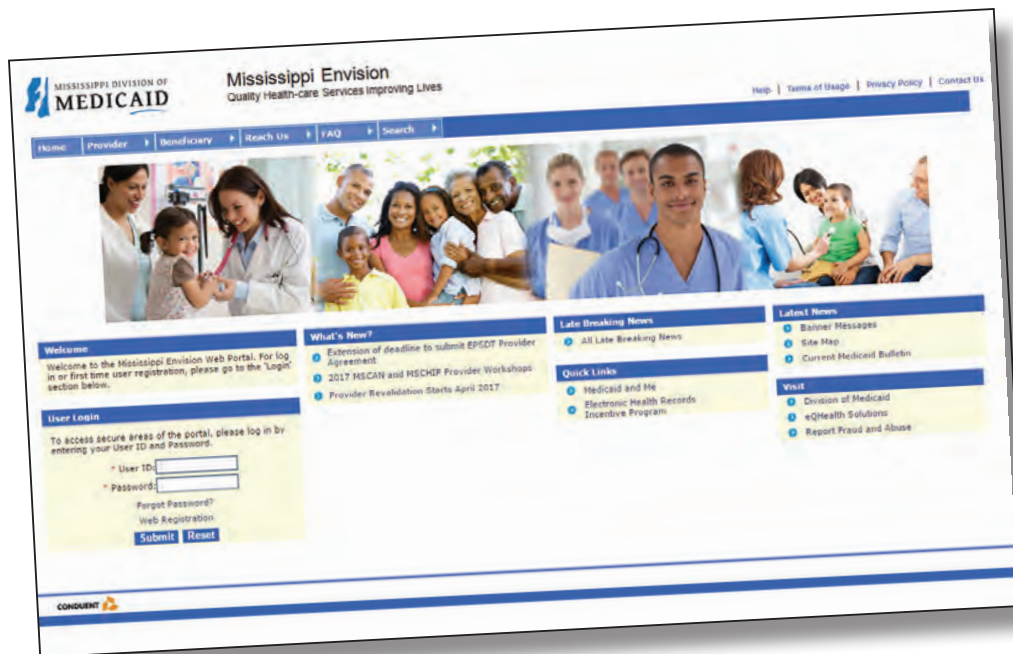 MISSISSIPPI DIVISION OF
MEDICAID
Mississippi Envision
Quality Health-care Services Improving Lives
Help | Terms of Usage | Privacy Policy | Contact Us
Home Provider Beneficiary Reach Us FAQ Search
Welcome
Welcome to the Mississippi Envision Web Portal. For log
in or first time user registration, please go to the 'Login'
section below.
User Login
To access secure areas of the portal, please log in by
entering your User ID and Password.
* User ID:
* Password:
Forgot Password?
Web Registration
Submit Reset
What's New?
Extension of deadline to submit EPSDT Provider
Agreement
2017 MSCAN and MSCHIP Provider Workshops
Provider Revalidation Starts April 2017
Late Breaking News
All Late Breaking News
Quick Links
Medicaid and Me
Electronic Health Records
Incentive Program
Latest News
Banner Messages
Site Map
Current Medicaid Bulletin
Visit
Division of Medicaid
eQHealth Solutions
Report Fraud and Abuse
CONDUENT